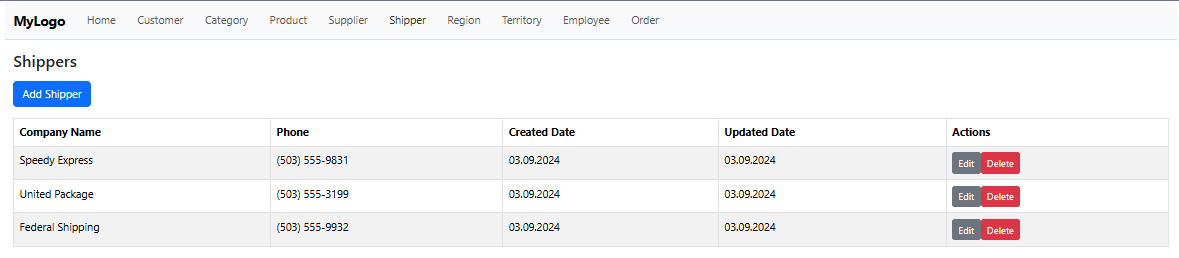 MyLogo Home Customer Category Product Supplier Shipper Region Territory Employee Order
Shippers
Add Shipper
Company Name Phone Created Date Updated Date Actions
Speedy Express (503) 555-9831 03.09.2024 03.09.2024 Edit Delete
United Package (503) 555-3199 03.09.2024 03.09.2024 Edit Delete
Federal Shipping (503) 555-9932 03.09.2024 03.09.2024 Edit Delete